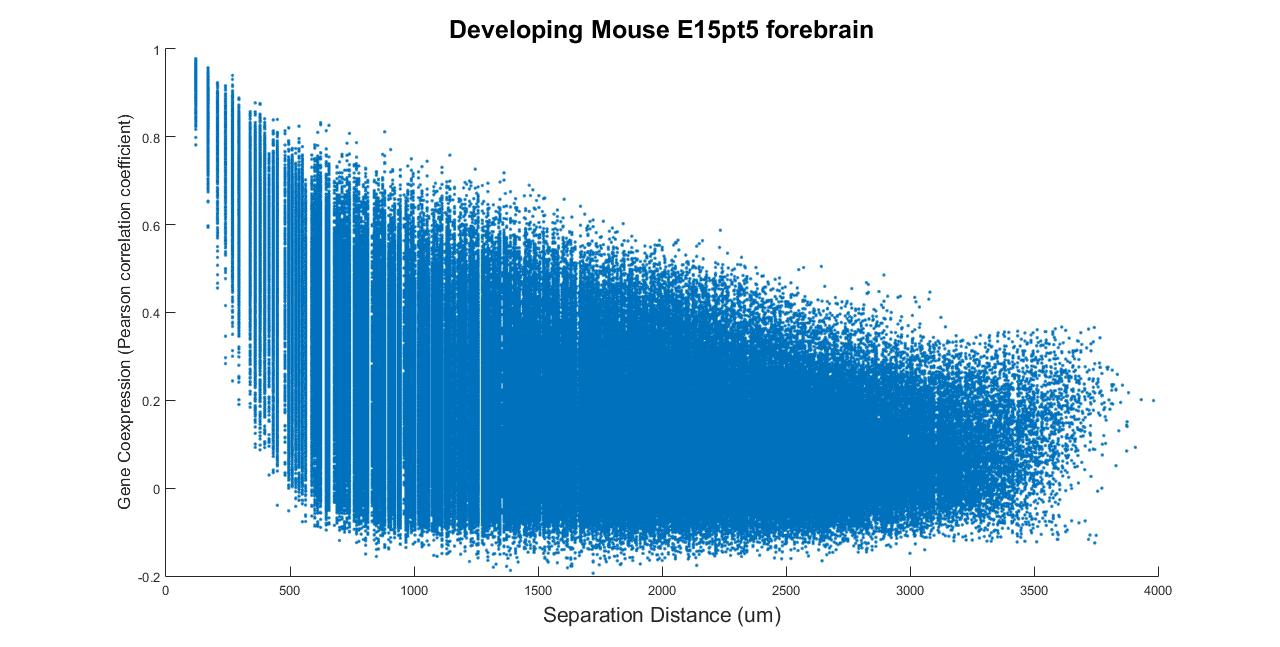 Developing Mouse E15pt5 forebrain
Gene Coexpression (Pearson correlation coefficient)
1
0.8
0.6
0.4
0.2
0
-0.2
0 500 1000 1500 2000 2500 3000 3500 4000
Separation Distance (um)